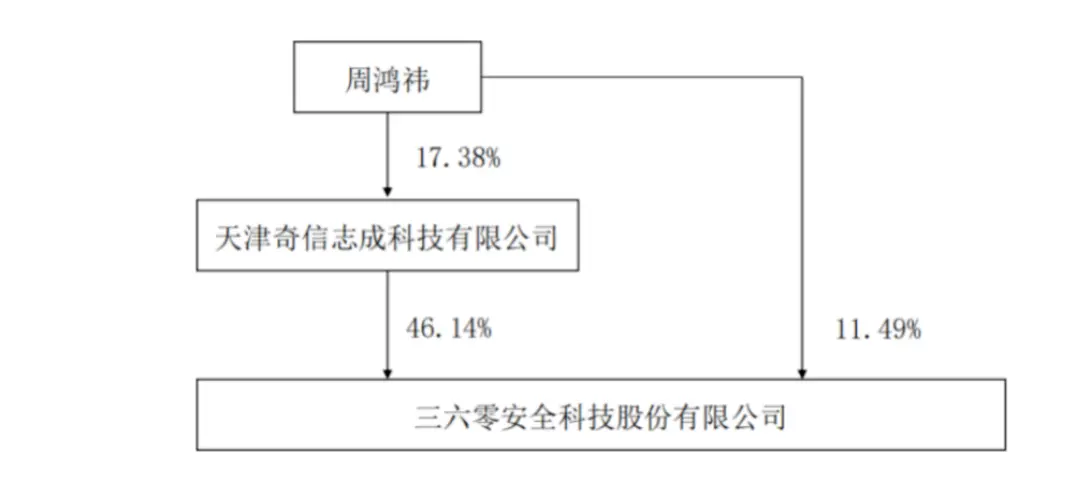 周鸿祎
17.38%
天津奇信志成科技有限公司
46.14%
11.49%
三六零安全科技股份有限公司